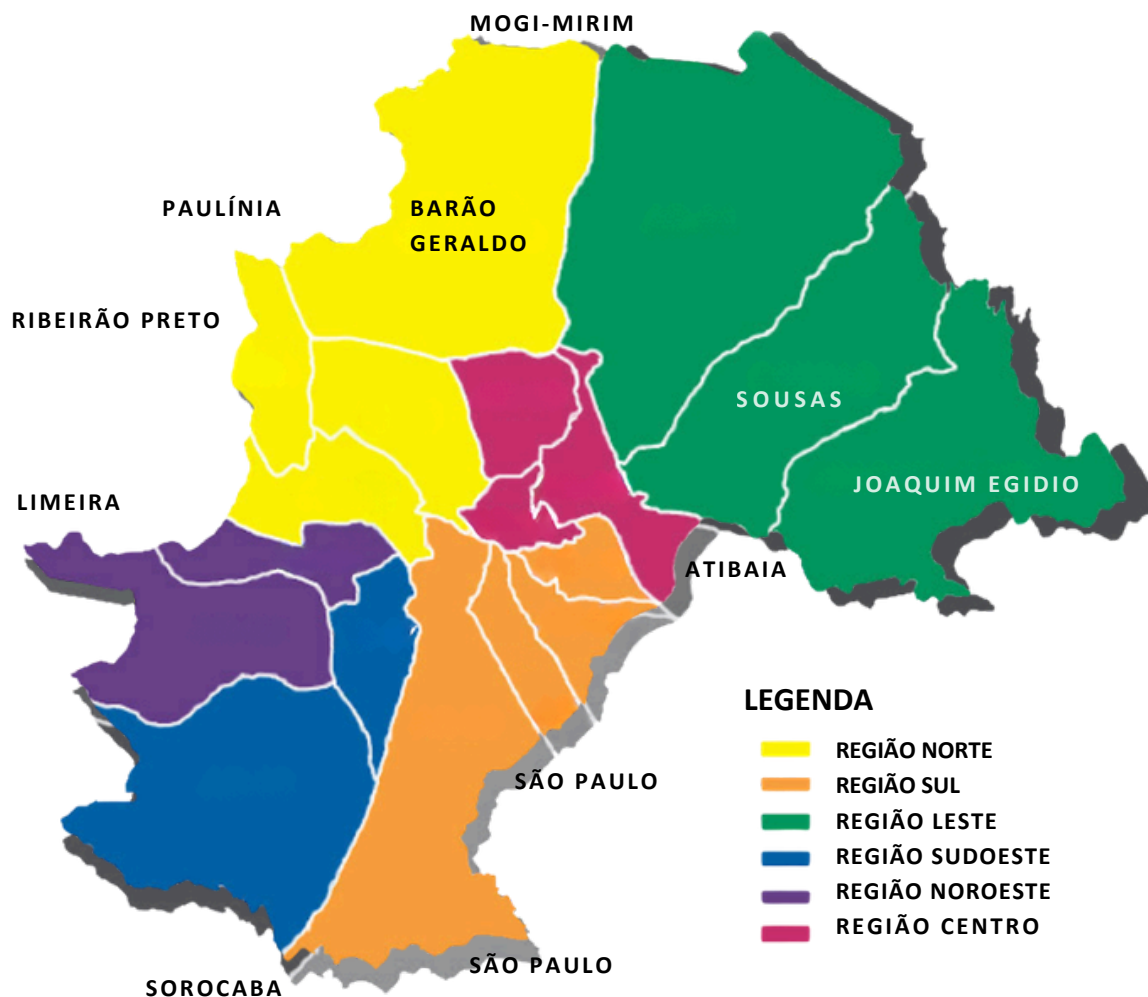 MOGI-MIRIM
PAULÍNIA
BARÃO
GERALDO
RIBEIRÃO PRETO
SOUSAS
JOAQUIM EGIDIO
LIMEIRA
ATIBAIA
LEGENDA
REGIÃO NORTE
REGIÃO SUL
REGIÃO LESTE
REGIÃO SUDOESTE
REGIÃO NOROESTE
REGIÃO CENTRO
SÃO PAULO
SÃO PAULO
SOROCABA